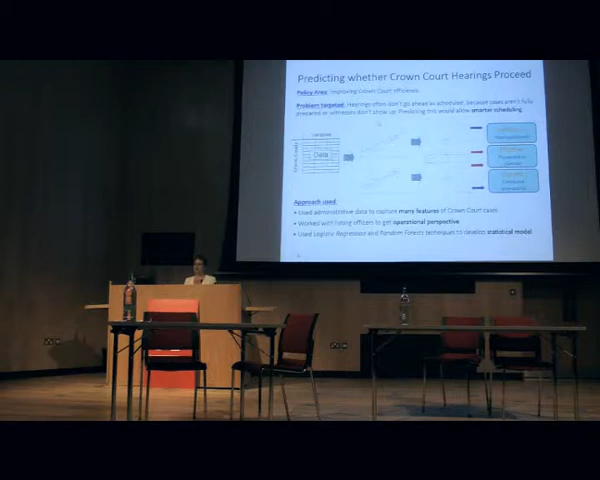 Predicting whether Crown Court Hearings Proceed
Policy Area: Improving Crown Court efficiency.
Problem targeted: Hearings often don't go ahead as scheduled, because cases aren't fully
prepared or witnesses don't show up. Predicting this would allow smarter scheduling.
Data
Approach used:
• Used administrative data to capture many features of Crown Court cases
• Worked with listing officers to get operational perspective
• Used Logistic Regression and Random Forests techniques to develop statistical model